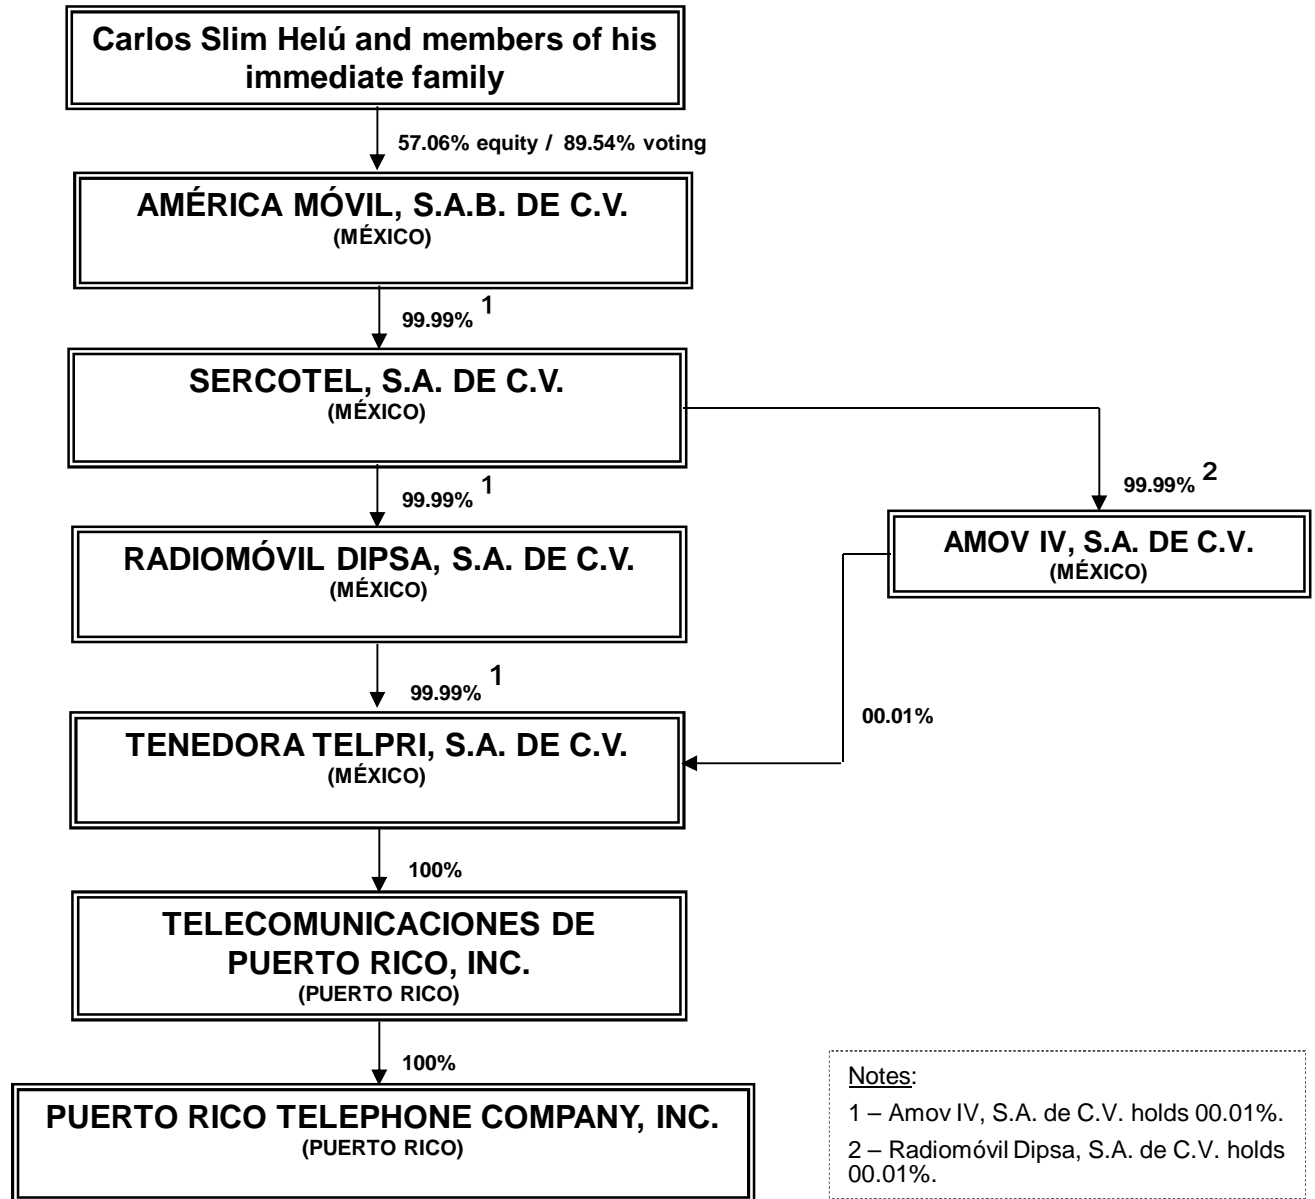 Carlos Slim Helú and members of his
immediate family
57.06% equity / 89.54% voting
AMÉRICA MÓVIL, S.A.B. DE C.V.
(MÉXICO)
99.99% 1
SERCOTEL, S.A. DE C.V.
(MÉXICO)
99.99% 1
99.99% 2
RADIOMÓVIL DIPSA, S.A. DE C.V.
(MÉXICO)
AMOV IV, S.A. DE C.V.
(MÉXICO)
99.99% 1
00.01%
TENEDORA TELPRI, S.A. DE C.V.
(MÉXICO)
100%
TELECOMUNICACIONES DE
PUERTO RICO, INC.
(PUERTO RICO)
100%
PUERTO RICO TELEPHONE COMPANY, INC.
(PUERTO RICO)
Notes:
1 – Amov IV, S.A. de C.V. holds 00.01%.
2 – Radiomóvil Dipsa, S.A. de C.V. holds
00.01%.